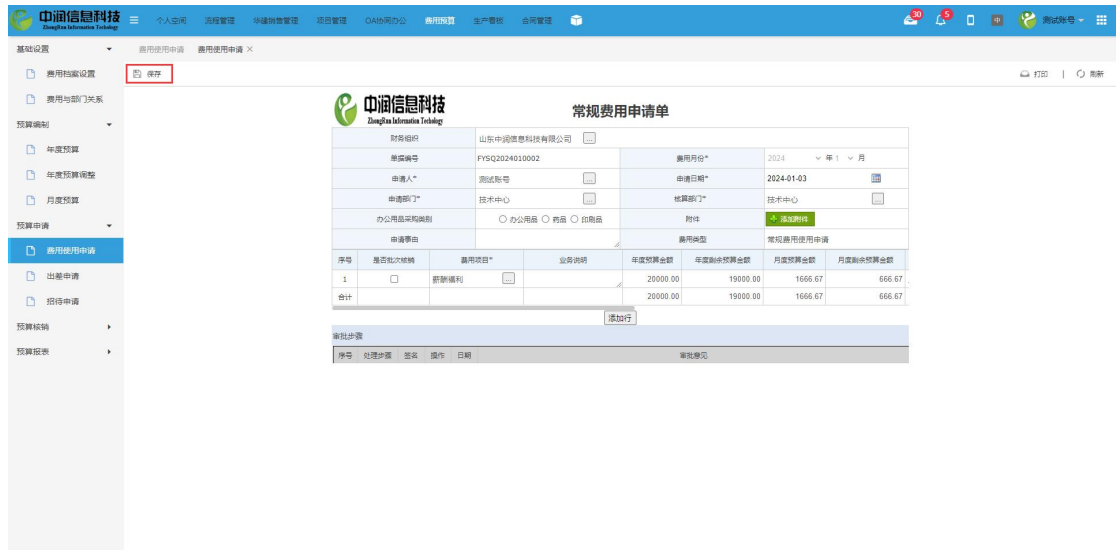 中润信息科技 人空间 流程管理 华建销售管理 项目管理 OA协同办公 费用预算 生产看板 合同管理 30 5 中 测试账号
ZhongRun Information Techology
基础设置 费用使用申请 费用使用申请 ×
费用档案设置 保存 打印 | 刷新
费用与部门关系
预算编制
年度预算
年度预算调整
月度预算
预算申请
费用使用申请
出差申请
招待申请
预算核销
预算报表
中润信息科技
ZhongRun Information Techology
常规费用申请单
财务组织 山东中润信息科技有限公司 ...
单据编号 FYSQ2024010002 费用月份* 2024 年 1 月
申请人* 测试账号 ... 申请日期* 2024-01-03
申请部门* 技术中心 ... 核算部门* 技术中心 ...
办公用品采购类别 办公用品 药品 印刷品 附件 添加附件
申请事由 费用类型 常规费用使用申请
序号 是否批次核销 费用项目* 业务说明 年度预算金额 年度剩余预算金额 月度预算金额 月度剩余预算金额
1 薪酬福利 ... 20000.00 19000.00 1666.67 666.67
合计 20000.00 19000.00 1666.67 666.67
添加行
审批步骤
序号 处理步骤 签名 操作 日期 审批意见